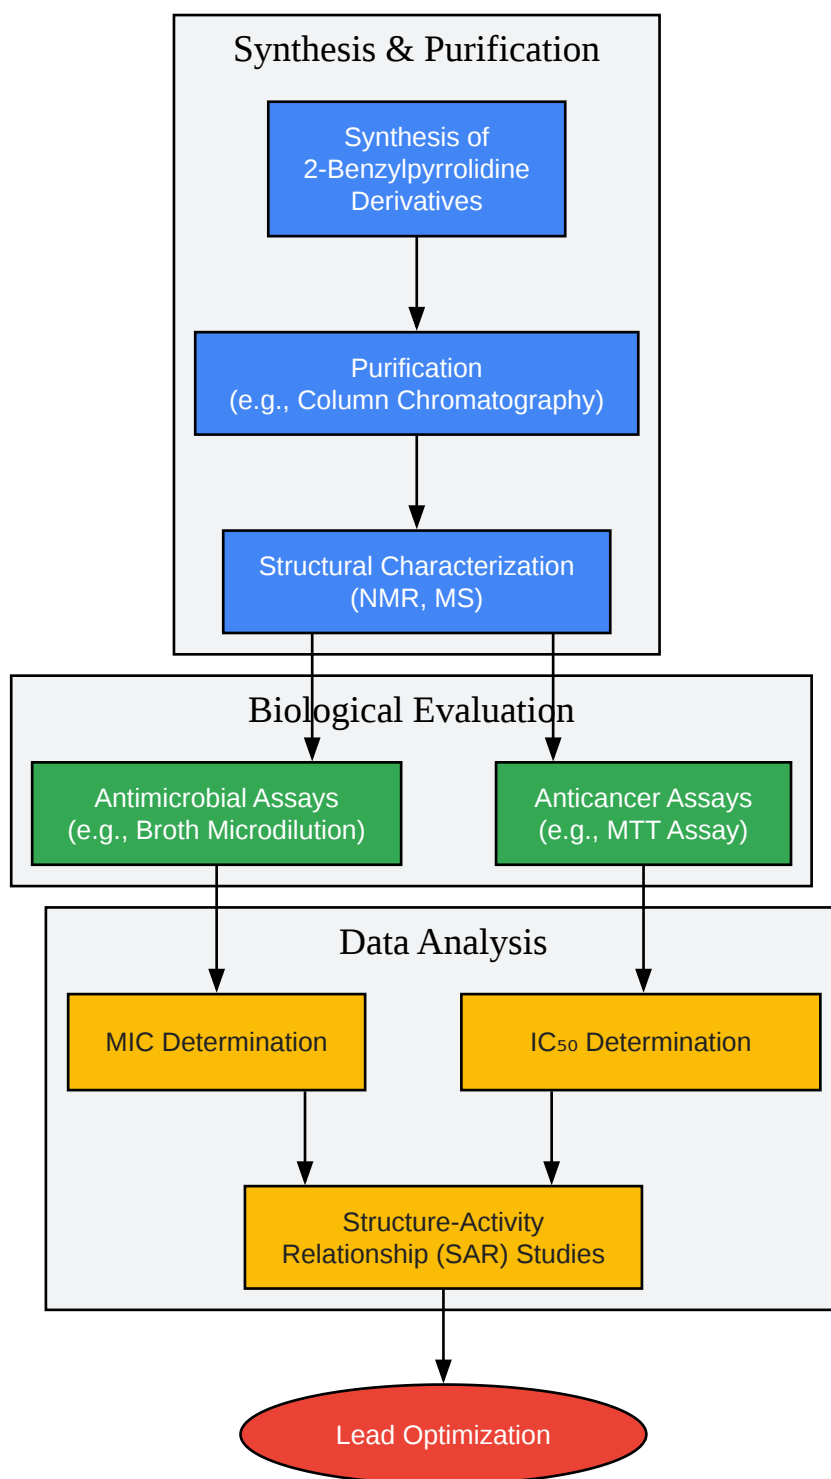 Synthesis & Purification
Synthesis of
2-Benzylpyrrolidine
Derivatives
Purification
(e.g., Column Chromatography)
Structural Characterization
(NMR, MS)
Biological Evaluation
Antimicrobial Assays
(e.g., Broth Microdilution)
Anticancer Assays
(e.g., MTT Assay)
Data Analysis
MIC Determination
IC₅₀ Determination
Structure-Activity
Relationship (SAR) Studies
Lead Optimization